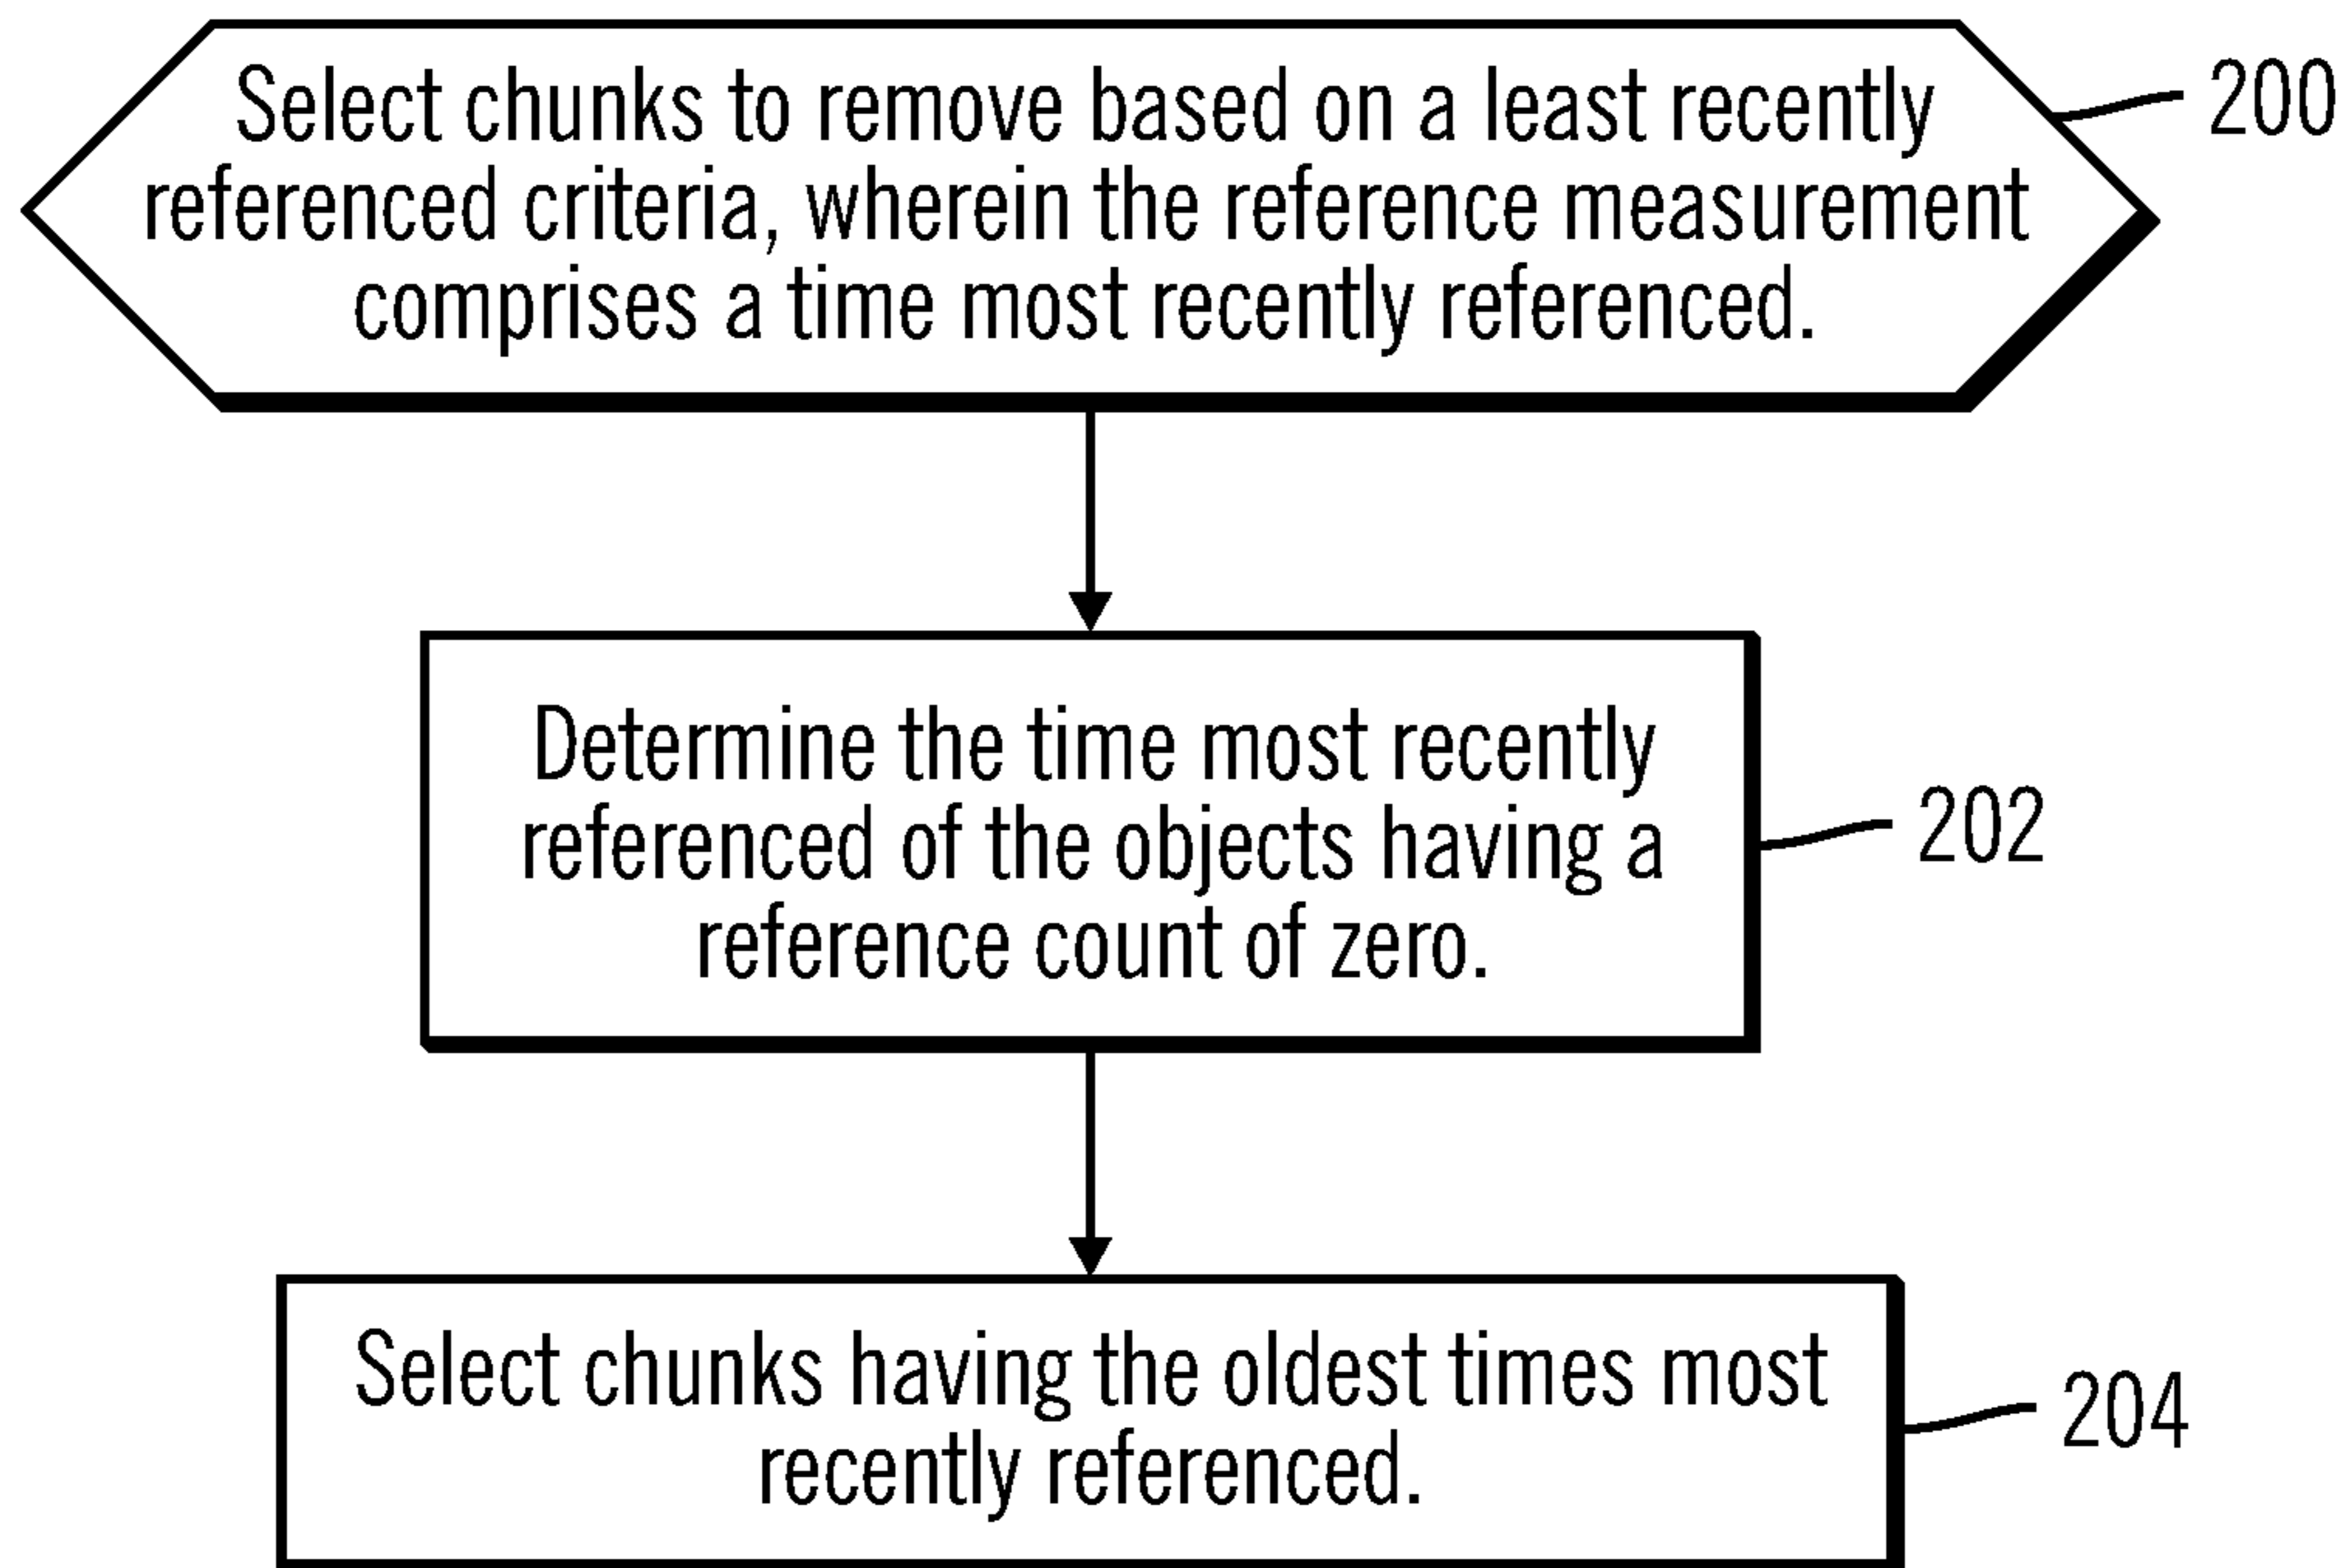 Select chunks to remove based on a least recently
200
referenced criteria, wherein the reference measurement
comprises a time most recently referenced.
Determine the time most recently
referenced of the objects having a
202
reference count of zero.
Select chunks having the oldest times most
204
recently referenced.